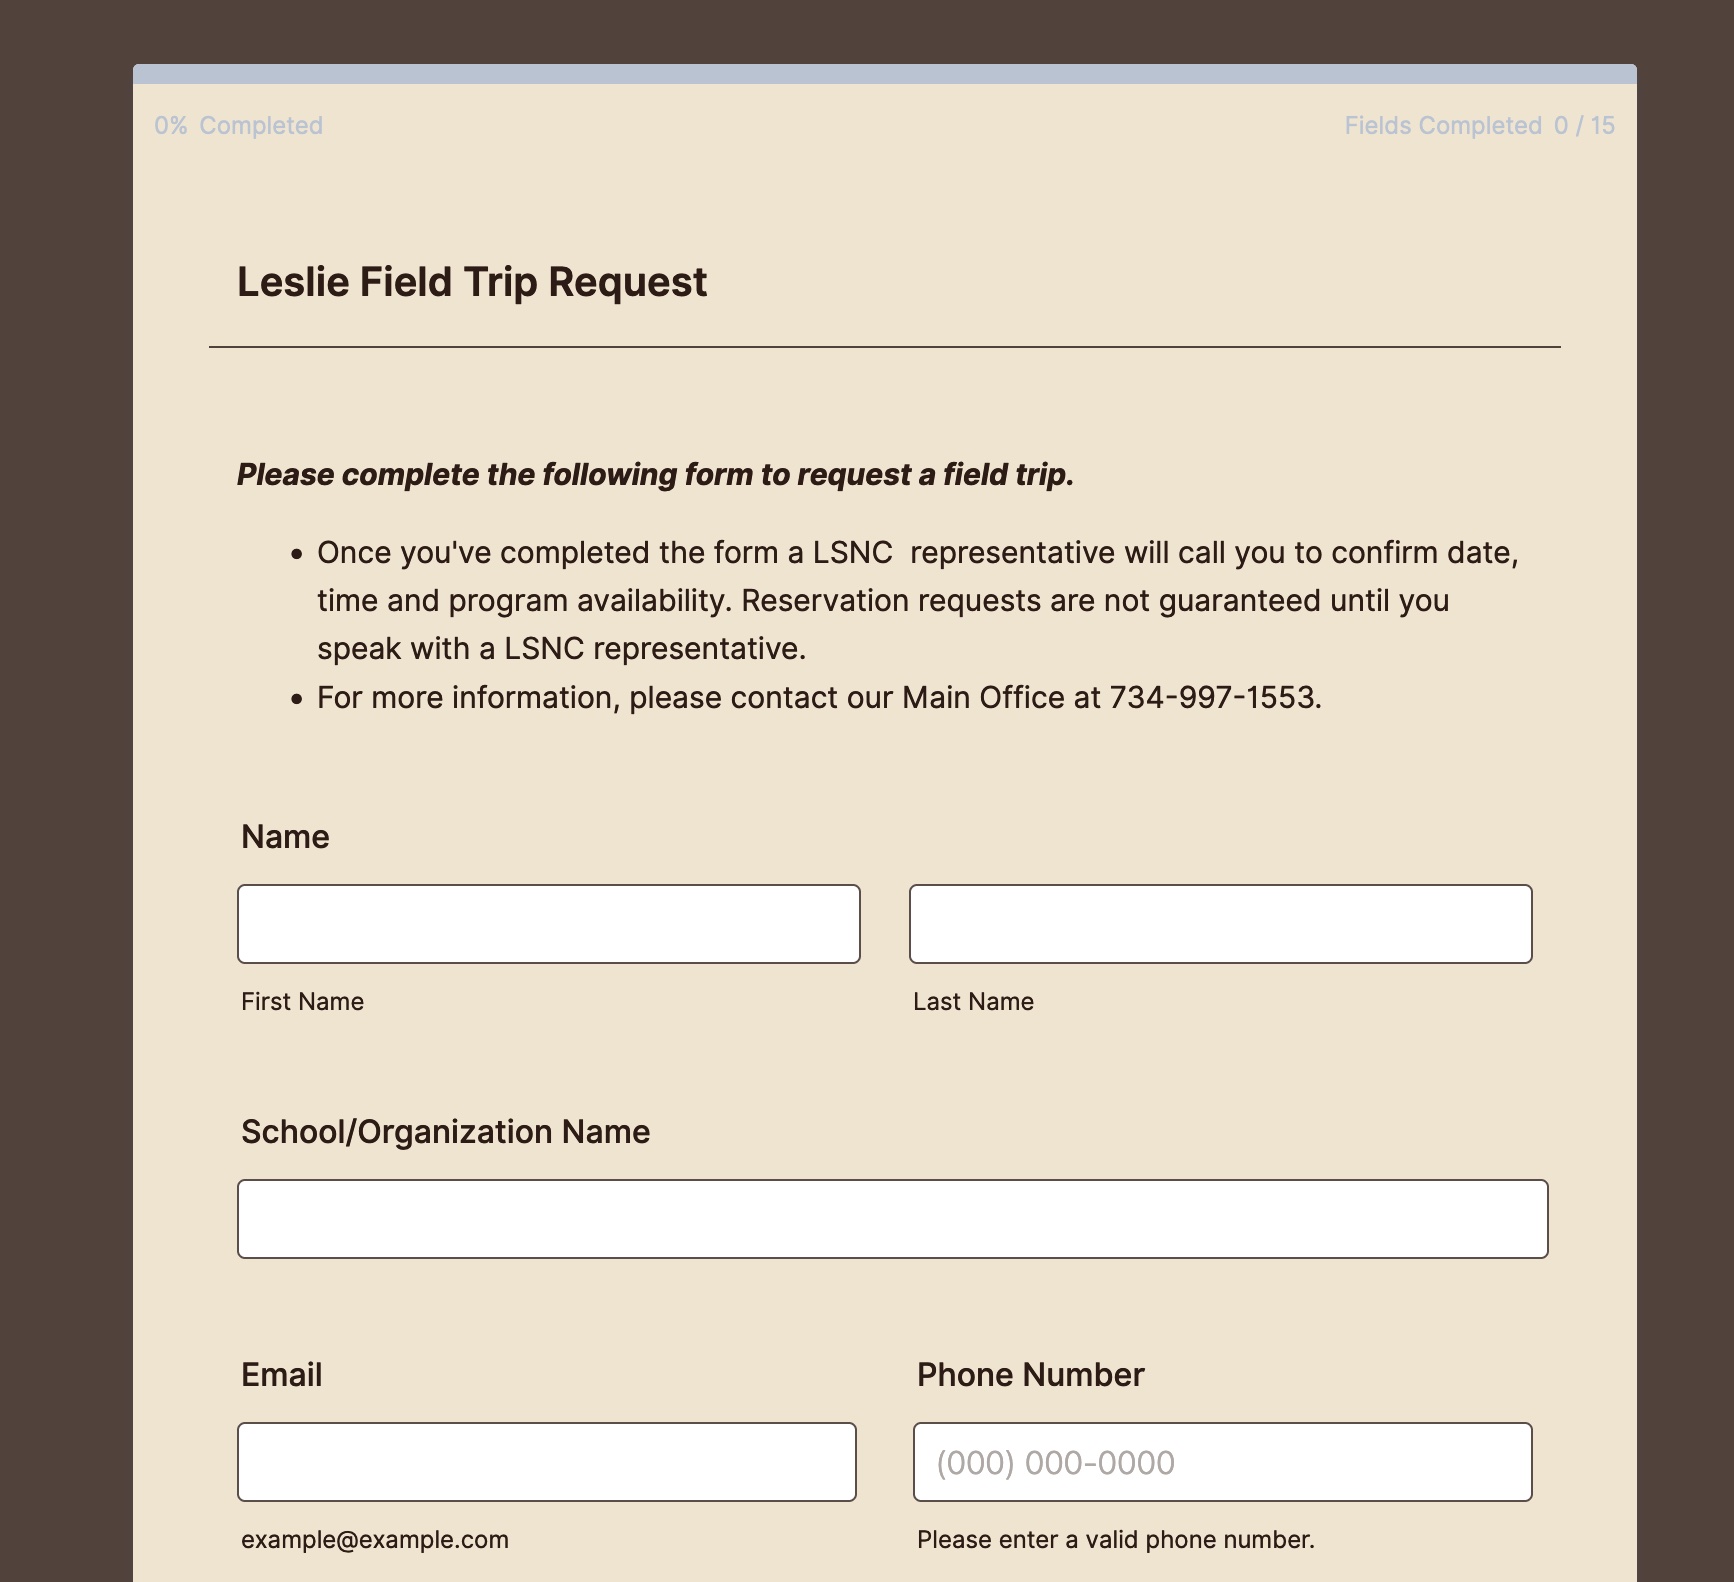 0% Completed
Fields Completed 0 / 15
Leslie Field Trip Request
Please complete the following form to request a field trip.
• Once you've completed the form a LSNC  representative will call you to confirm date,
time and program availability. Reservation requests are not guaranteed until you
speak with a LSNC representative.
• For more information, please contact our Main Office at 734-997-1553.
Name
First Name
Last Name
School/Organization Name
Email
Phone Number
(000) 000-0000
example@example.com
Please enter a valid phone number.